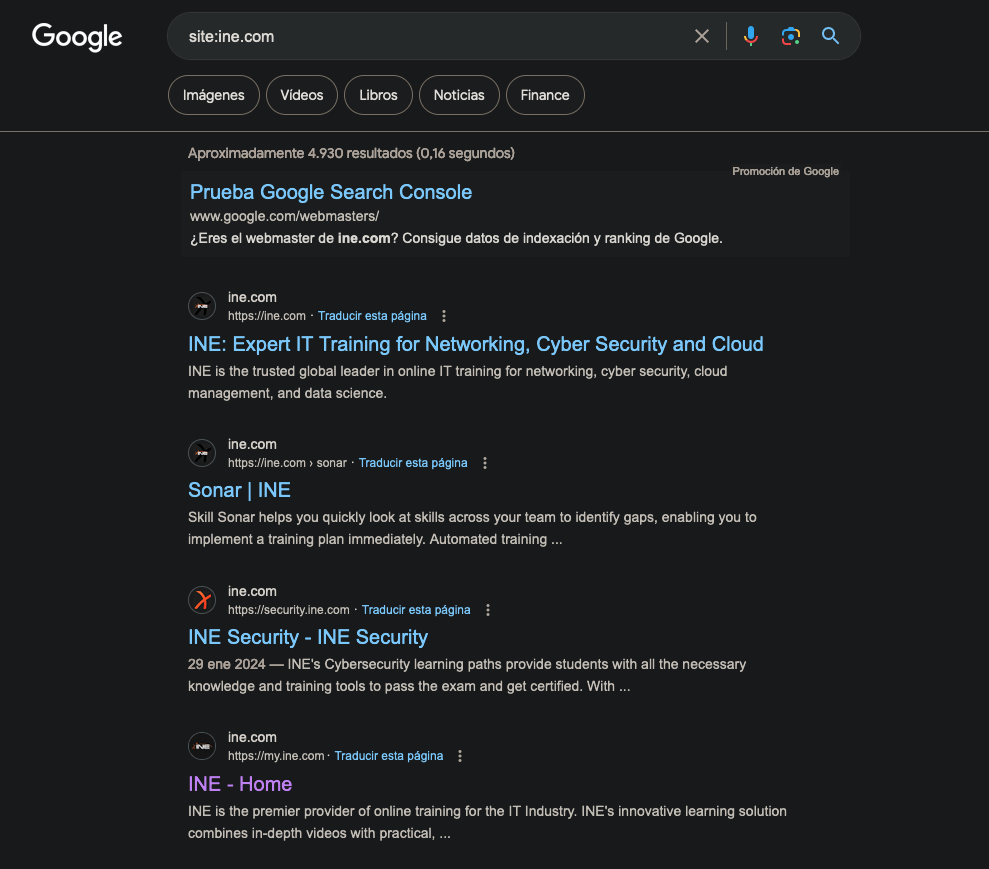 Google
site:ine.com
Imágenes
Vídeos
Libros
Noticias
Finance
Aproximadamente 4.930 resultados (0,16 segundos)
Promoción de Google
Prueba Google Search Console
www.google.com/webmasters/
¿Eres el webmaster de ine.com? Consigue datos de indexación y ranking de Google.
INE
ine.com
https://ine.com · Traducir esta página
INE: Expert IT Training for Networking, Cyber Security and Cloud
INE is the trusted global leader in online IT training for networking, cyber security, cloud
management, and data science.
INE
ine.com
https://ine.com › sonar · Traducir esta página
Sonar | INE
Skill Sonar helps you quickly look at skills across your team to identify gaps, enabling you to
implement a training plan immediately. Automated training ...
ine.com
https://security.ine.com · Traducir esta página
INE Security - INE Security
29 ene 2024 — INE's Cybersecurity learning paths provide students with all the necessary
knowledge and training tools to pass the exam and get certified. With ...
INE
ine.com
https://my.ine.com · Traducir esta página
INE - Home
INE is the premier provider of online training for the IT Industry. INE's innovative learning solution
combines in-depth videos with practical, ...